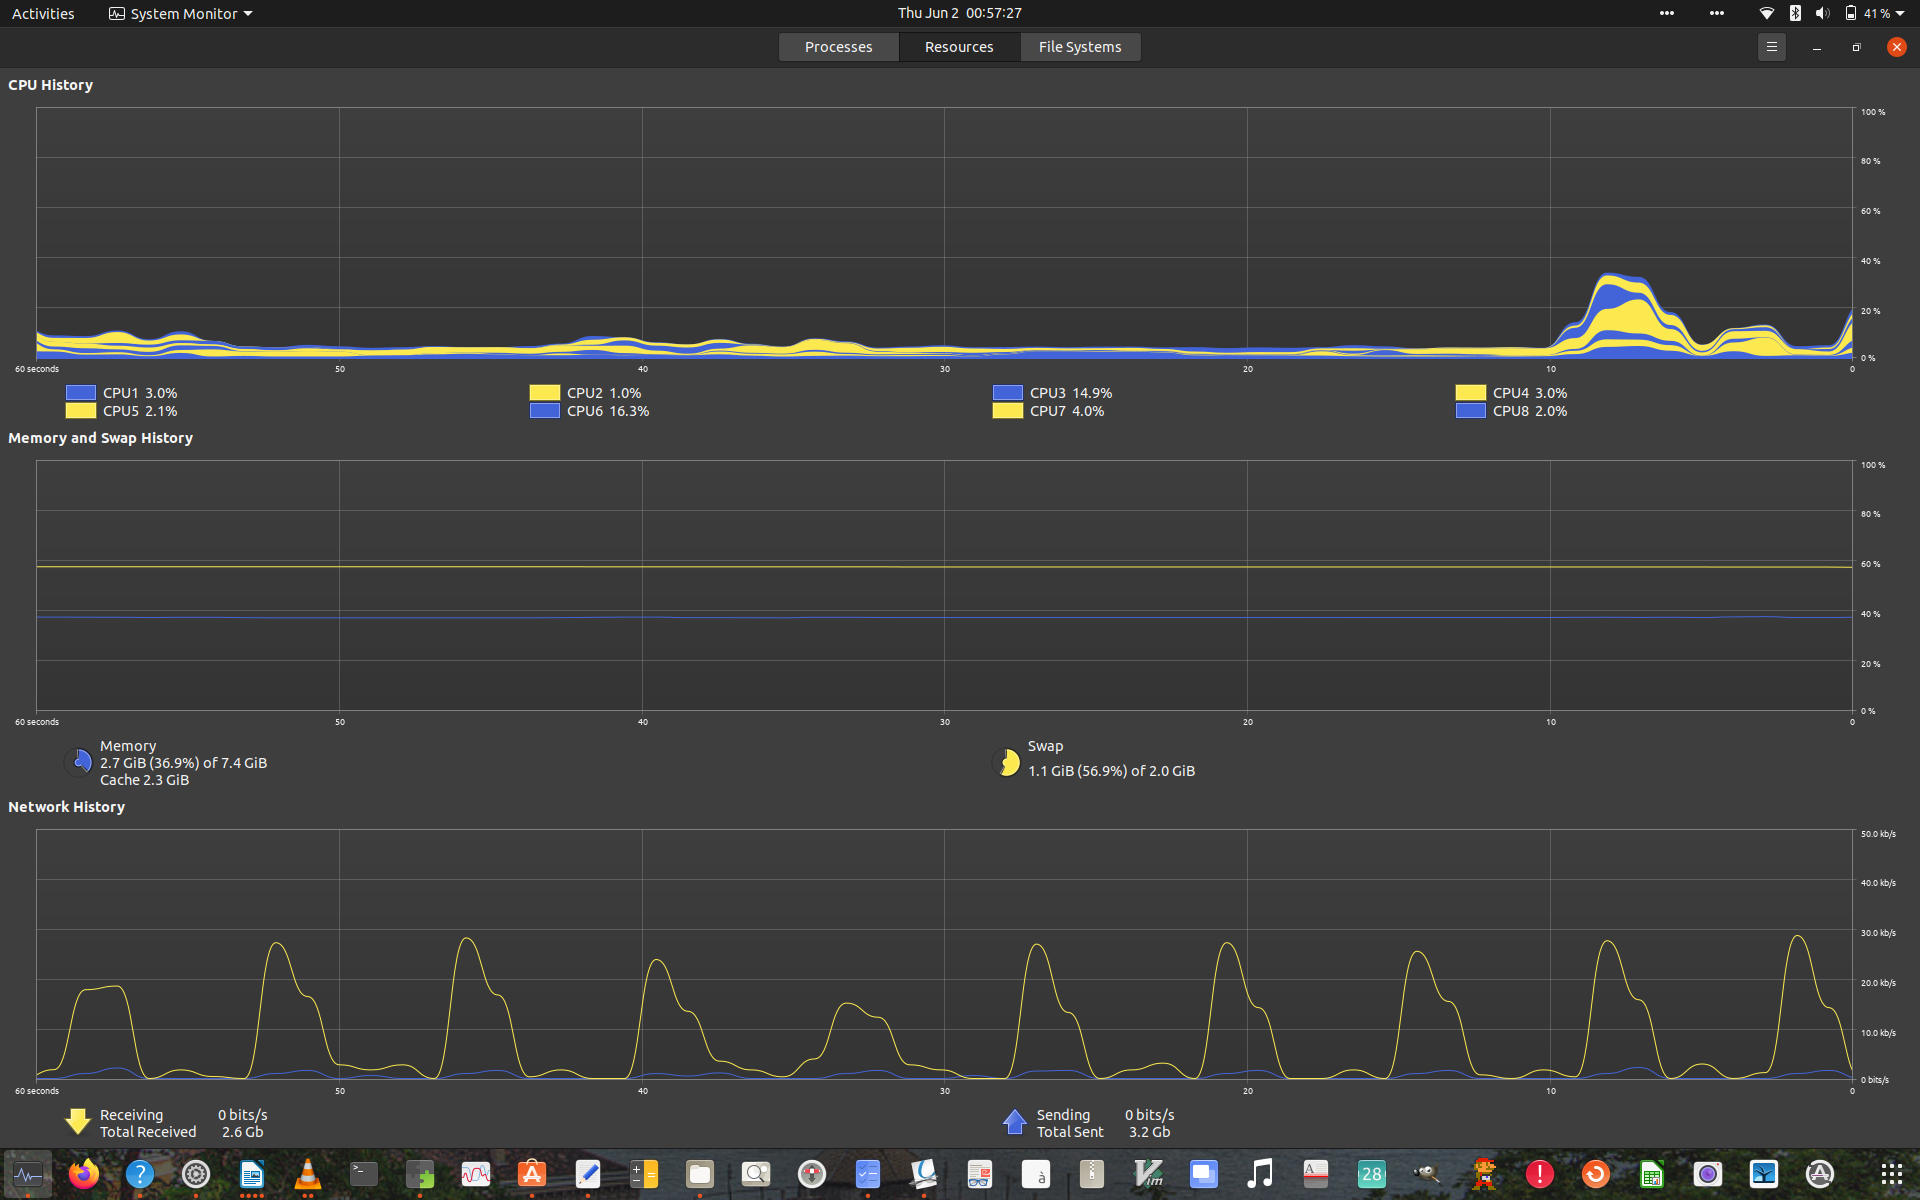 Activities System Monitor Thu Jun 2 00:57:27 41 %
Processes Resources File Systems
CPU History
100 %
80 %
60 %
40 %
20 %
0 %
60 seconds 50 40 30 20 10 0
CPU1 3.0% CPU2 1.0% CPU3 14.9% CPU4 3.0%
CPU5 2.1% CPU6 16.3% CPU7 4.0% CPU8 2.0%
Memory and Swap History
100 %
80 %
60 %
40 %
20 %
0 %
60 seconds 50 40 30 20 10 0
Memory
2.7 GiB (36.9%) of 7.4 GiB
Cache 2.3 GiB
Swap
1.1 GiB (56.9%) of 2.0 GiB
Network History
50.0 kb/s
40.0 kb/s
30.0 kb/s
20.0 kb/s
10.0 kb/s
0 bits/s
60 seconds 50 40 30 20 10 0
Receiving 0 bits/s
Total Received 2.6 Gb
Sending 0 bits/s
Total Sent 3.2 Gb
? >_ A à Vim A 28 !